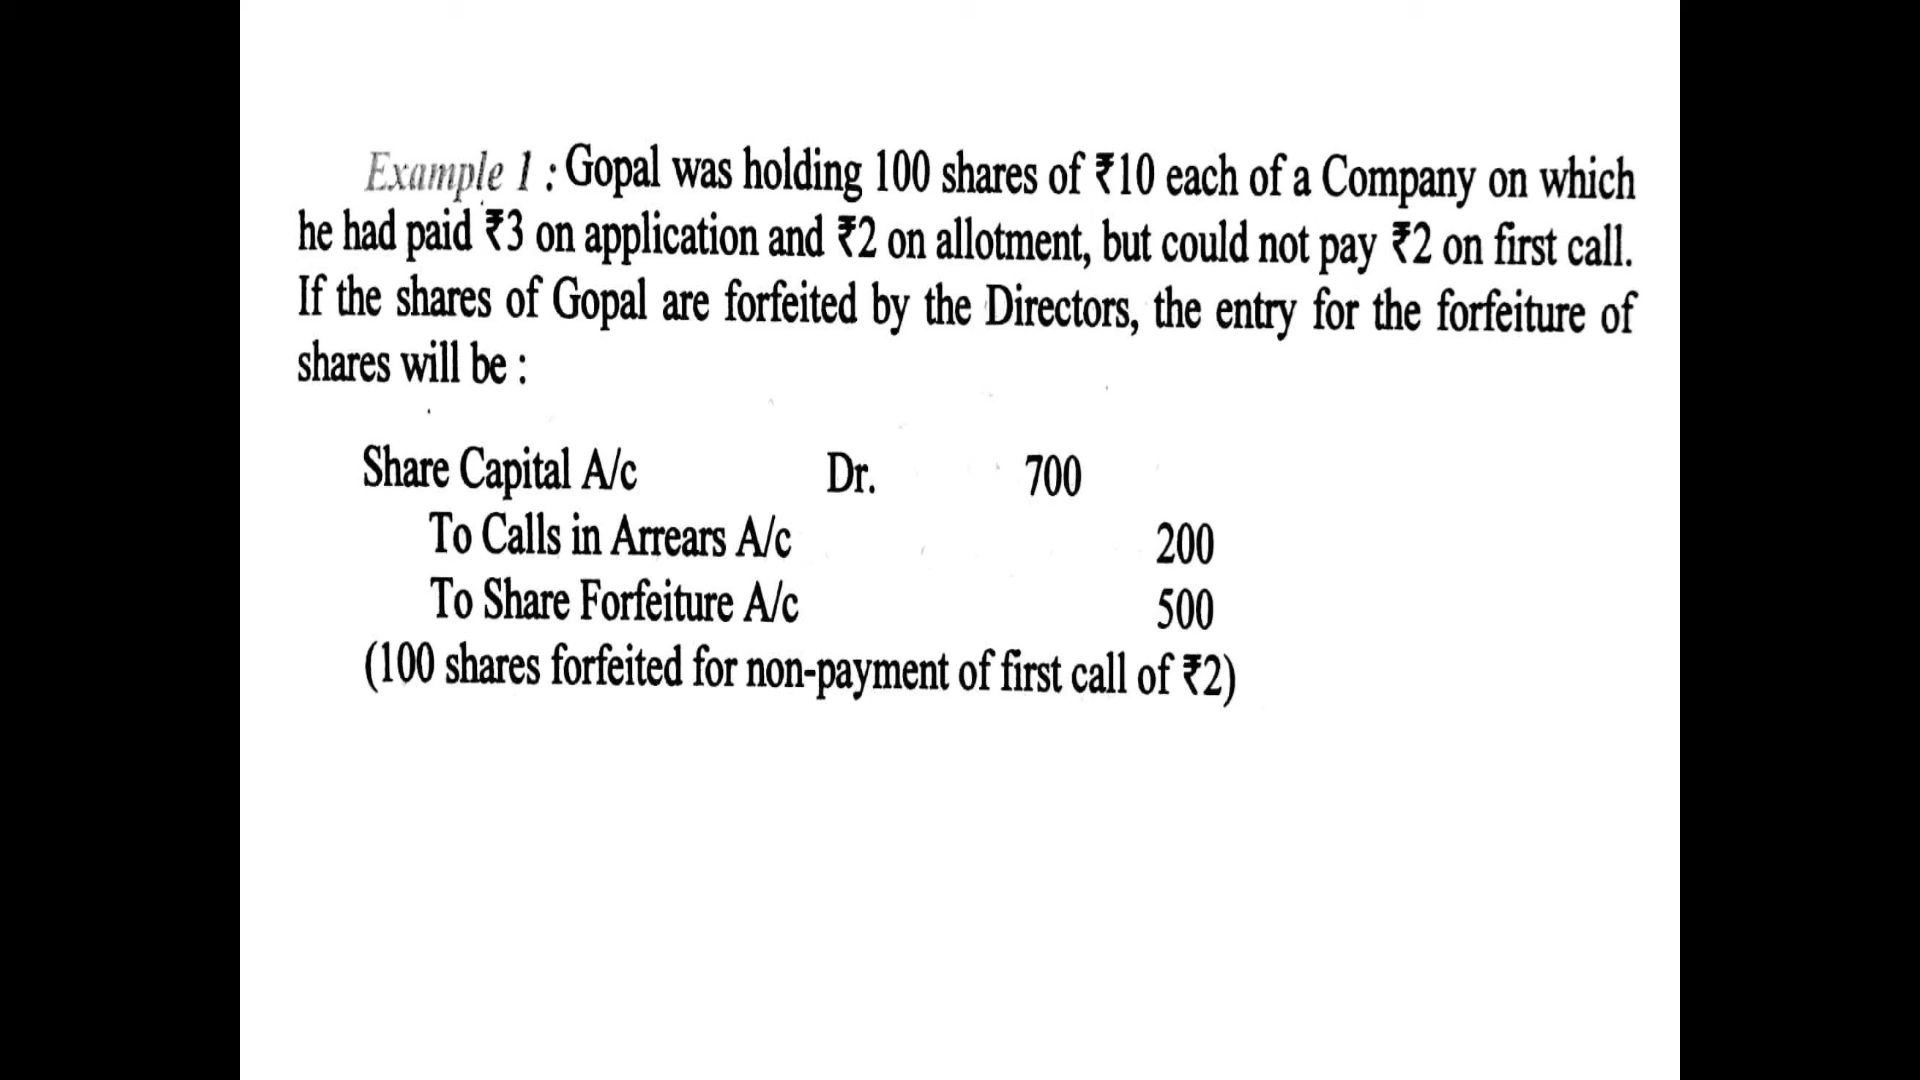 Example 1 : Gopal was holding 100 shares of ₹10 each of a Company on which
he had paid ₹3 on application and ₹2 on allotment, but could not pay ₹2 on first call.
If the shares of Gopal are forfeited by the Directors, the entry for the forfeiture of
shares will be :
Share Capital A/c Dr. 700
To Calls in Arrears A/c 200
To Share Forfeiture A/c 500
(100 shares forfeited for non-payment of first call of ₹2)